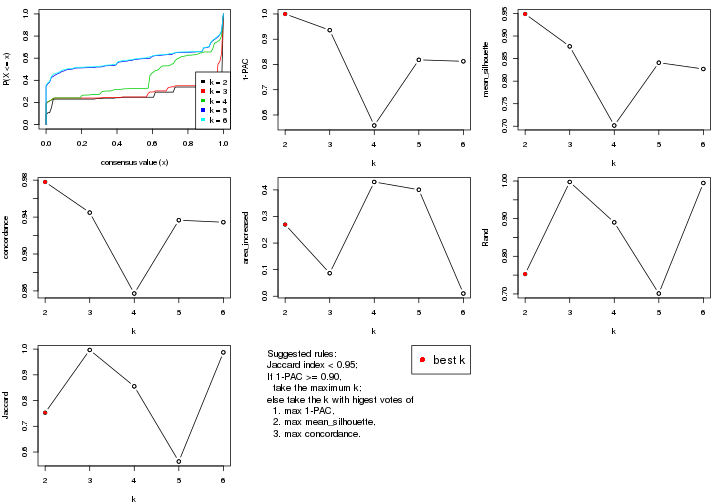 P(X <= x)
0.0 0.2 0.4 0.6 0.8 1.0
k = 2
k = 3
k = 4
k = 5
k = 6
0.0 0.2 0.4 0.6 0.8 1.0
consensus value (x)
1-PAC
0.6 0.7 0.8 0.9 1.0
2 3 4 5 6
k
mean_silhouette
0.70 0.75 0.80 0.85 0.90 0.95
2 3 4 5 6
k
concordance
0.86 0.90 0.94 0.98
2 3 4 5 6
k
area_increased
0.0 0.1 0.2 0.3 0.4
2 3 4 5 6
k
Rand
0.70 0.80 0.90 1.00
2 3 4 5 6
k
Jaccard
0.6 0.7 0.8 0.9 1.0
2 3 4 5 6
k
Suggested rules:
Jaccard index < 0.95;
If 1-PAC >= 0.90,
take the maximum k;
else take the k with higest votes of
1. max 1-PAC,
2. max mean_silhouette,
3. max concordance.
best k